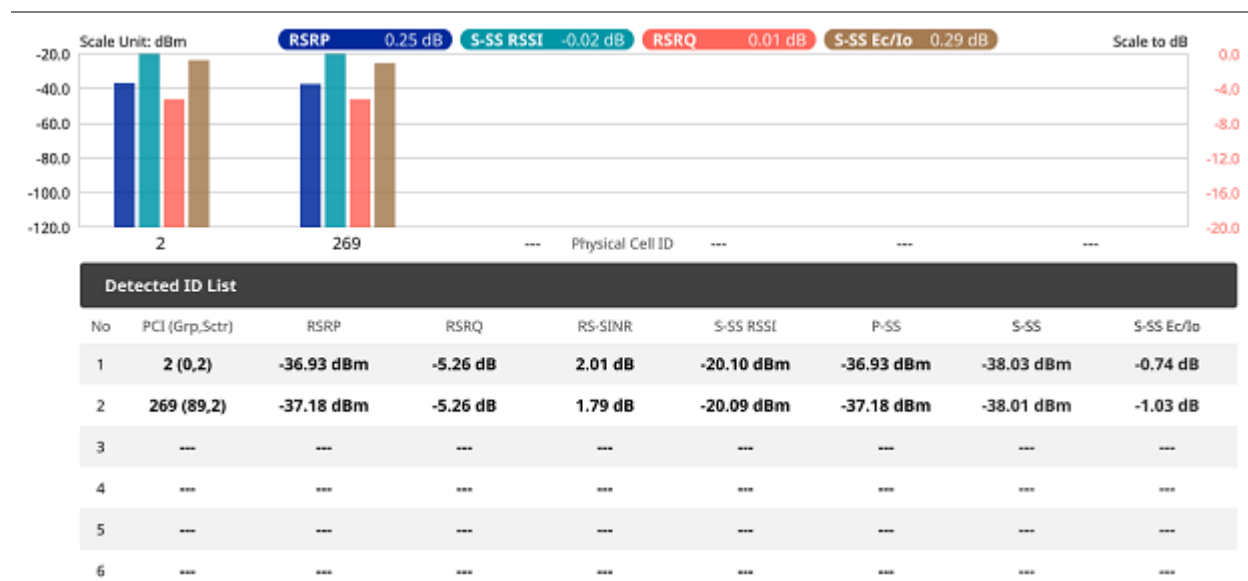 Scale Unit: dBm RSRP 0.25 dB S-SS RSSI -0.02 dB RSRQ 0.01 dB S-SS Ec/Io 0.29 dB Scale to dB
-20.0 0.0
-40.0 -4.0
-60.0 -8.0
-80.0 -12.0
-100.0 -16.0
-120.0 -20.0
2 269 --- Physical Cell ID --- --- ---
Detected ID List
No PCI (Grp,Sctr) RSRP RSRQ RS-SINR S-SS RSSI P-SS S-SS S-SS Ec/Io
1 2 (0,2) -36.93 dBm -5.26 dB 2.01 dB -20.10 dBm -36.93 dBm -38.03 dBm -0.74 dB
2 269 (89,2) -37.18 dBm -5.26 dB 1.79 dB -20.09 dBm -37.18 dBm -38.01 dBm -1.03 dB
3 --- --- --- --- --- --- --- ---
4 --- --- --- --- --- --- --- ---
5 --- --- --- --- --- --- --- ---
6 --- --- --- --- --- --- --- ---